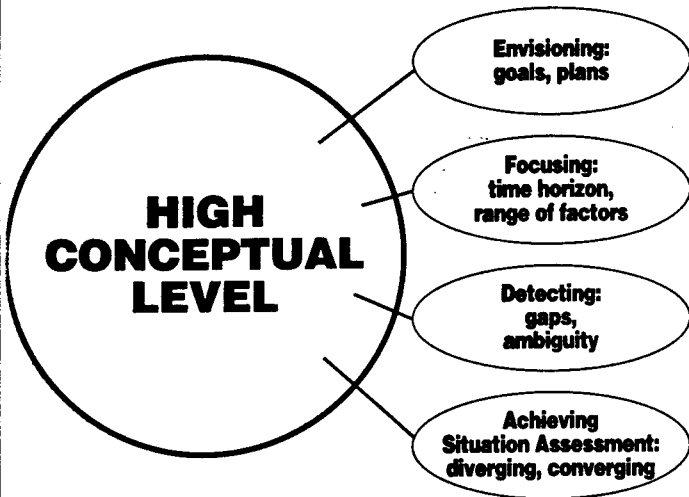 HIGH
CONCEPTUAL
LEVEL
Envisioning:
goals, plans
Focusing:
time horizon,
range of factors
Detecting:
gaps,
ambiguity
Achieving
Situation Assessment:
diverging, converging